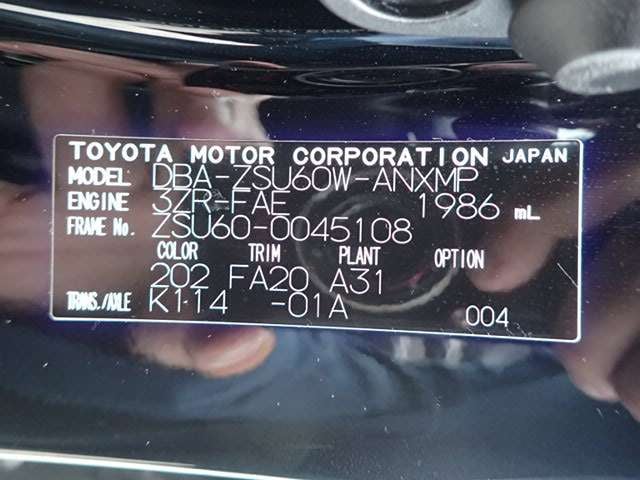 TOYOTA MOTOR CORPORATION JAPAN
MODEL DBA-ZSU60W-ANXMP
ENGINE 3ZR-FAE 1986 mL
FRAME No. ZSU60-0045108
COLOR TRIM PLANT OPTION
202 FA20 A31
TRANS./AXLE K114 -01A 004